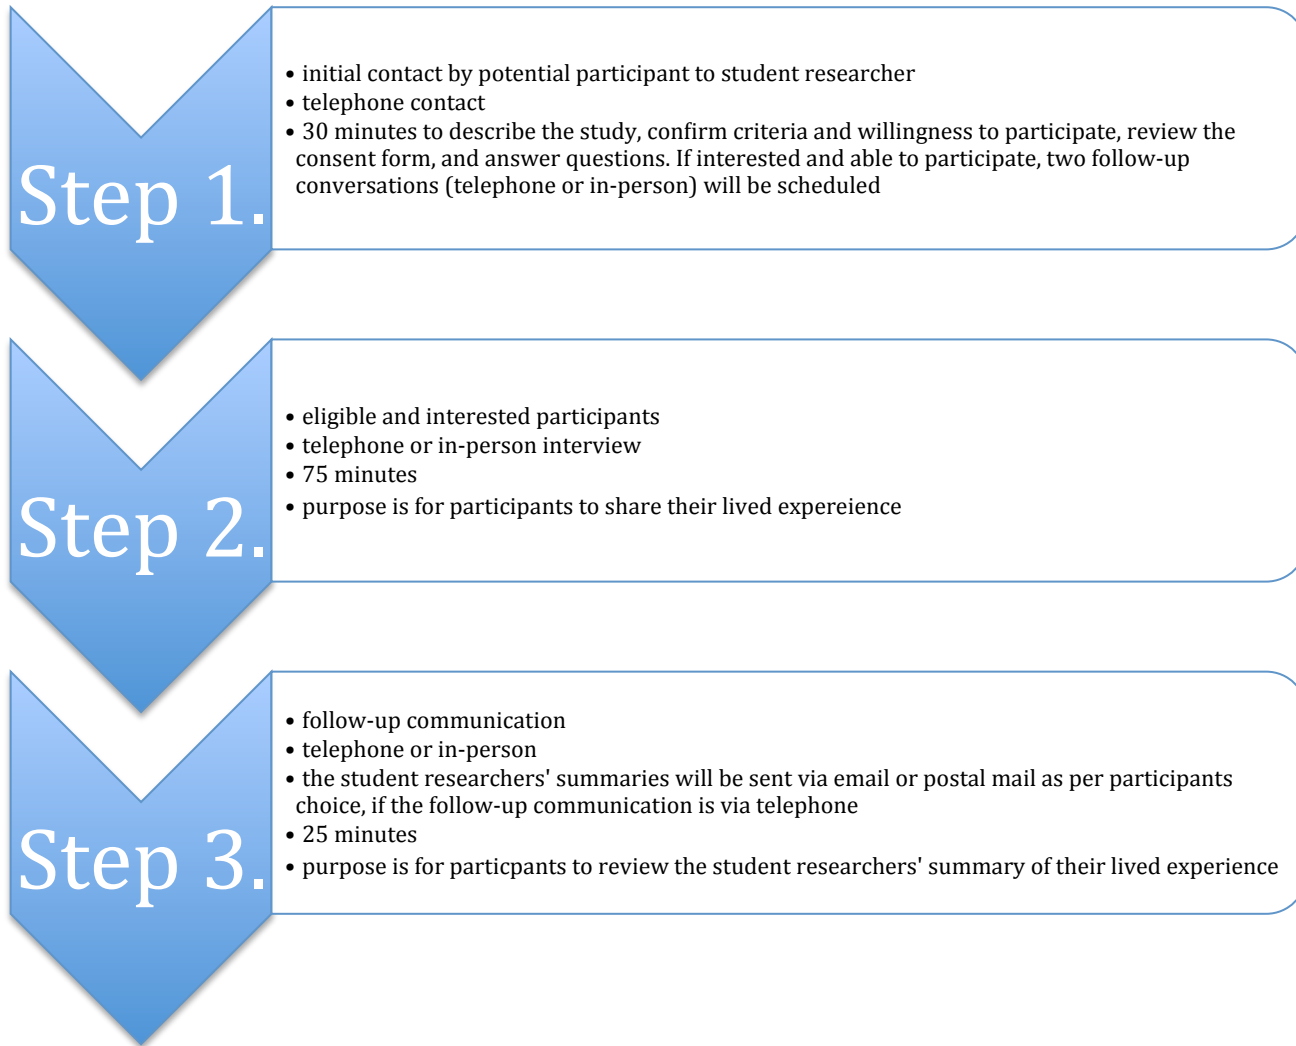 Step 1.
• initial contact by potential participant to student researcher
• telephone contact
• 30 minutes to describe the study, confirm criteria and willingness to participate, review the
consent form, and answer questions. If interested and able to participate, two follow-up
conversations (telephone or in-person) will be scheduled
Step 2.
• eligible and interested participants
• telephone or in-person interview
• 75 minutes
• purpose is for participants to share their lived expereience
Step 3.
• follow-up communication
• telephone or in-person
• the student researchers' summaries will be sent via email or postal mail as per participants
choice, if the follow-up communication is via telephone
• 25 minutes
• purpose is for particpants to review the student researchers' summary of their lived experience